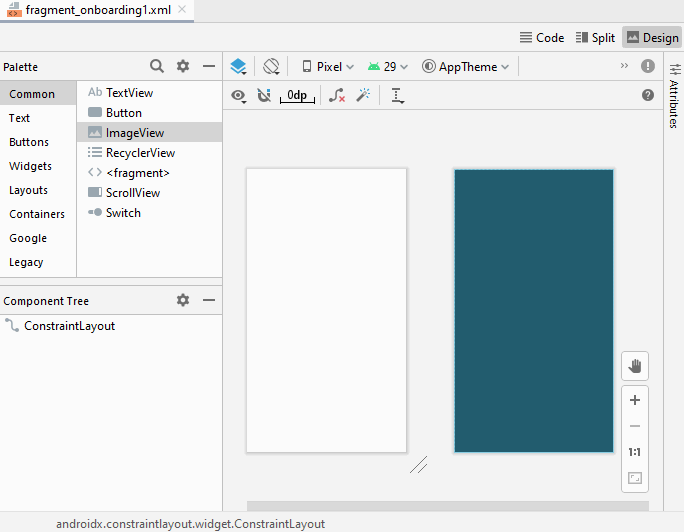 fragment_onboarding1.xml
Code Split Design
Palette
Pixel 29 AppTheme
Attributes
0dp
Common
Text
Buttons
Widgets
Layouts
Containers
Google
Legacy
Ab TextView
Button
ImageView
RecyclerView
<fragment>
ScrollView
Switch
Component Tree
ConstraintLayout
1:1
androidx.constraintlayout.widget.ConstraintLayout